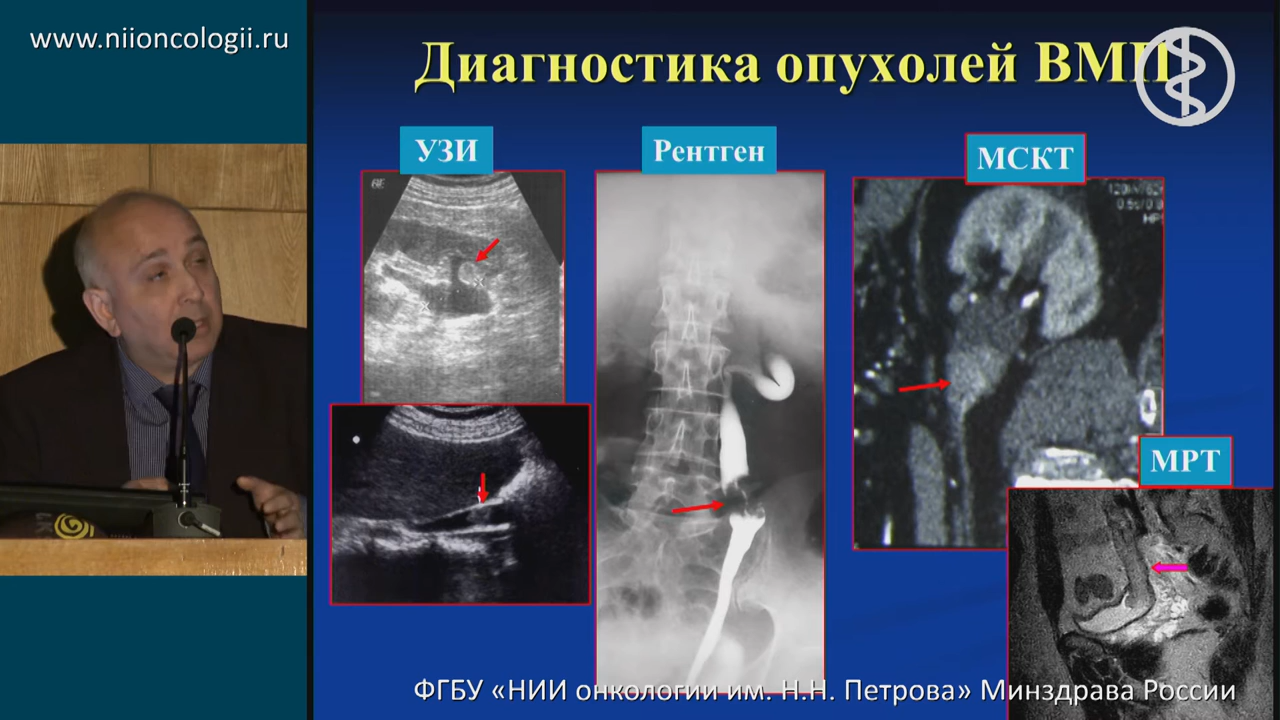 www.niioncologii.ru
Диагностика опухолей ВМП
УЗИ
Рентген
МСКТ
МРТ
ФГБУ «НИИ онкологии им. Н.Н. Петрова» Минздрава России